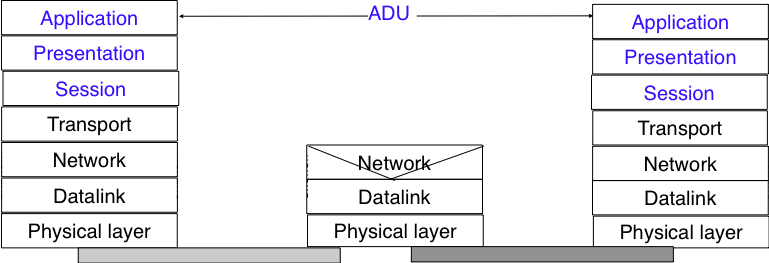 ADU
Application
Presentation
Session
Transport
Network
Datalink
Physical layer
Network
Datalink
Physical layer
Application
Presentation
Session
Transport
Network
Datalink
Physical layer